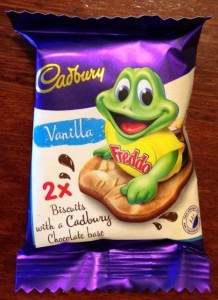 Cadbury
Vanilla
Freddo
2x
Biscuits
with a Cadbury
Chocolate base